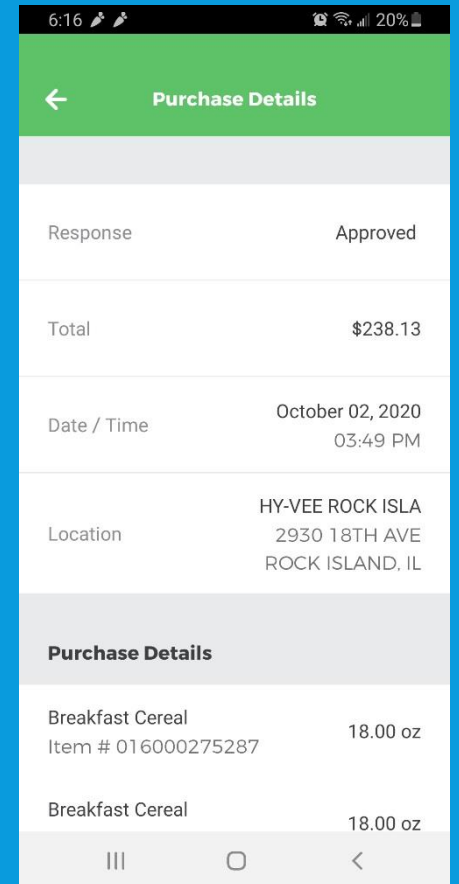 6:16 20%
Purchase Details
Response Approved
Total $238.13
Date / Time October 02, 2020
03:49 PM
Location HY-VEE ROCK ISLA
2930 18TH AVE
ROCK ISLAND, IL
Purchase Details
Breakfast Cereal 18.00 oz
Item # 016000275287
Breakfast Cereal 18.00 oz